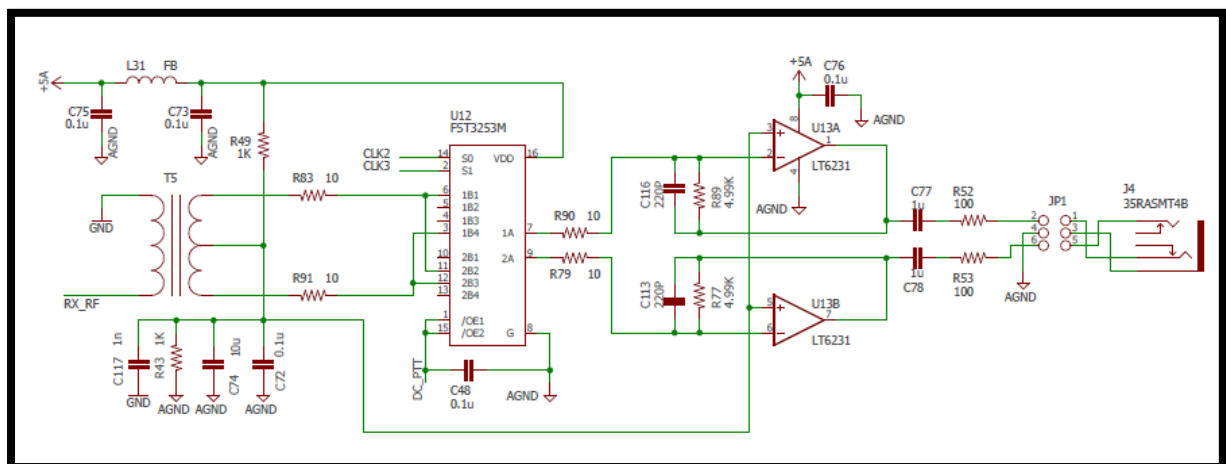 +5A
L31 FB
C75
0.1u
AGND
C73
0.1u
AGND
R49
1K
T5
GND
RX_RF
R83 10
R91 10
CLK2
CLK3
U12
FST3253M
14 S0 VDD 16
2 S1
6 1B1
5 1B2
4 1B3
3 1B4 1A 7
2A 9
10 2B1
11 2B2
12 2B3
13 2B4
1 /OE1 G 8
15 /OE2
DC_PTT
C48
0.1u
AGND
C117 1n
GND
R43 1K
AGND
C74 10u
AGND
C72 0.1u
AGND
R90 10
R79 10
C116
220P
R89
4.99K
C113
220P
R77
4.99K
+5A
C76
0.1u
AGND
8
3 +
2 -
1
4
U13A
LT6231
AGND
5 +
6 -
7
U13B
LT6231
C77
1u
R52
100
1u
C78
R53
100
JP1
2 1
4 3
6 5
AGND
J4
35RASMT4B